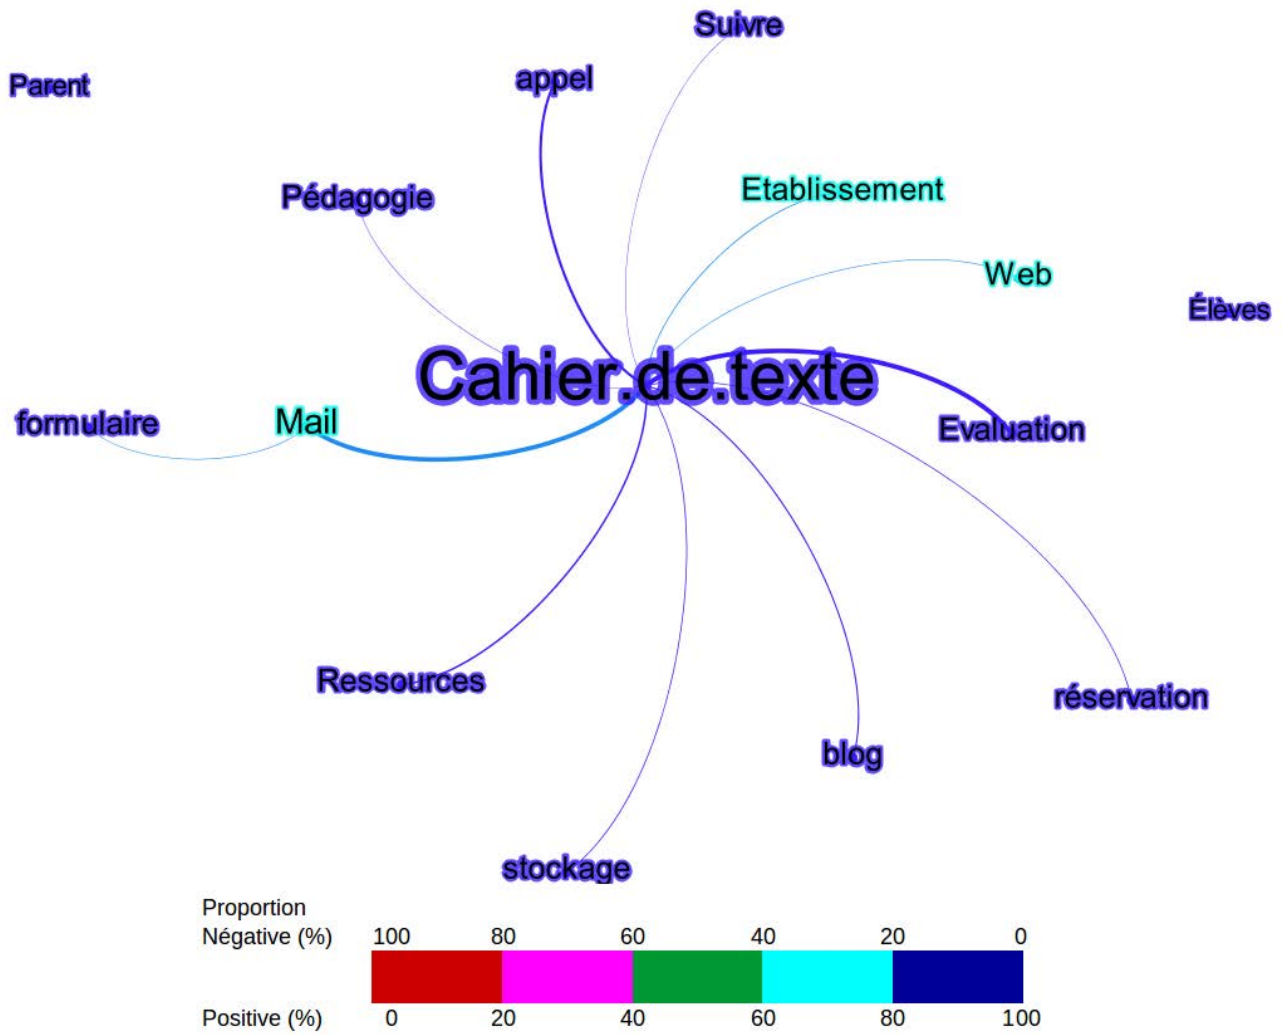 Suivre
appel
Parent
Pédagogie
Etablissement
Web
Élèves
Cahier.de.texte
formulaire
Mail
Evaluation
Ressources
réservation
blog
stockage
Proportion
Négative (%) 100 80 60 40 20 0
Positive (%) 0 20 40 60 80 100